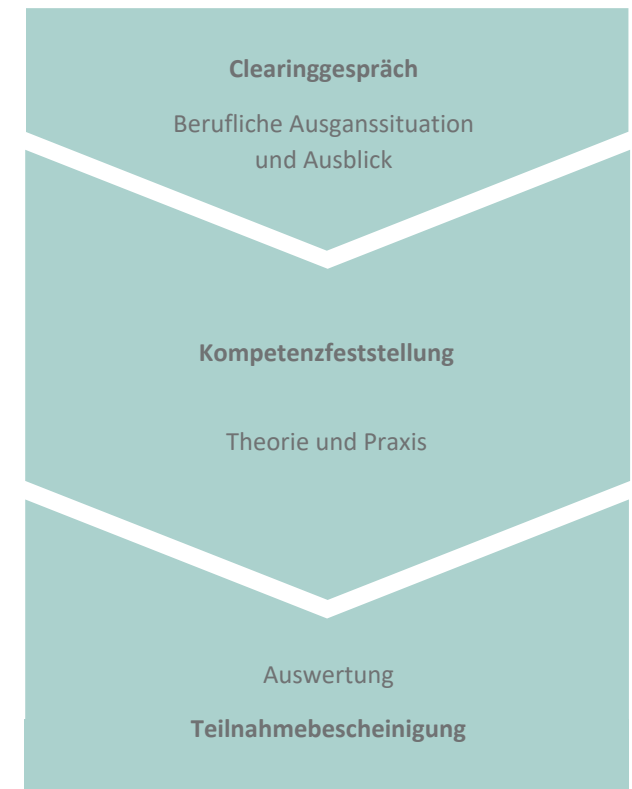 Clearinggespräch
Berufliche Ausganssituation
und Ausblick
Kompetenzfeststellung
Theorie und Praxis
Auswertung
Teilnahmebescheinigung